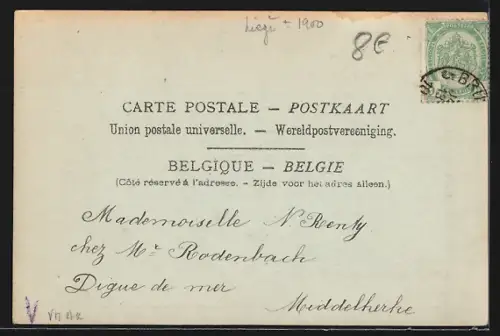 Liège ± 1900
8€
CARTE POSTALE — POSTKAART
Union postale universelle. — Wereldpostvereeniging.
BELGIQUE — BELGIE
(Côté réservé à l'adresse. — Zijde voor het adres alleen.)
Mademoiselle N. Renty
chez Mr Rodenbach
Digue de mer
Middelkerke
V